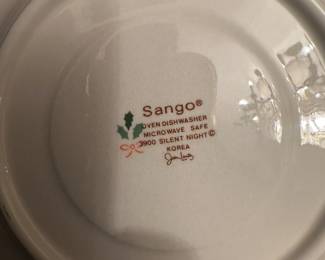 Sango®
OVEN DISHWASHER
MICROWAVE SAFE
3900 SILENT NIGHT©
KOREA